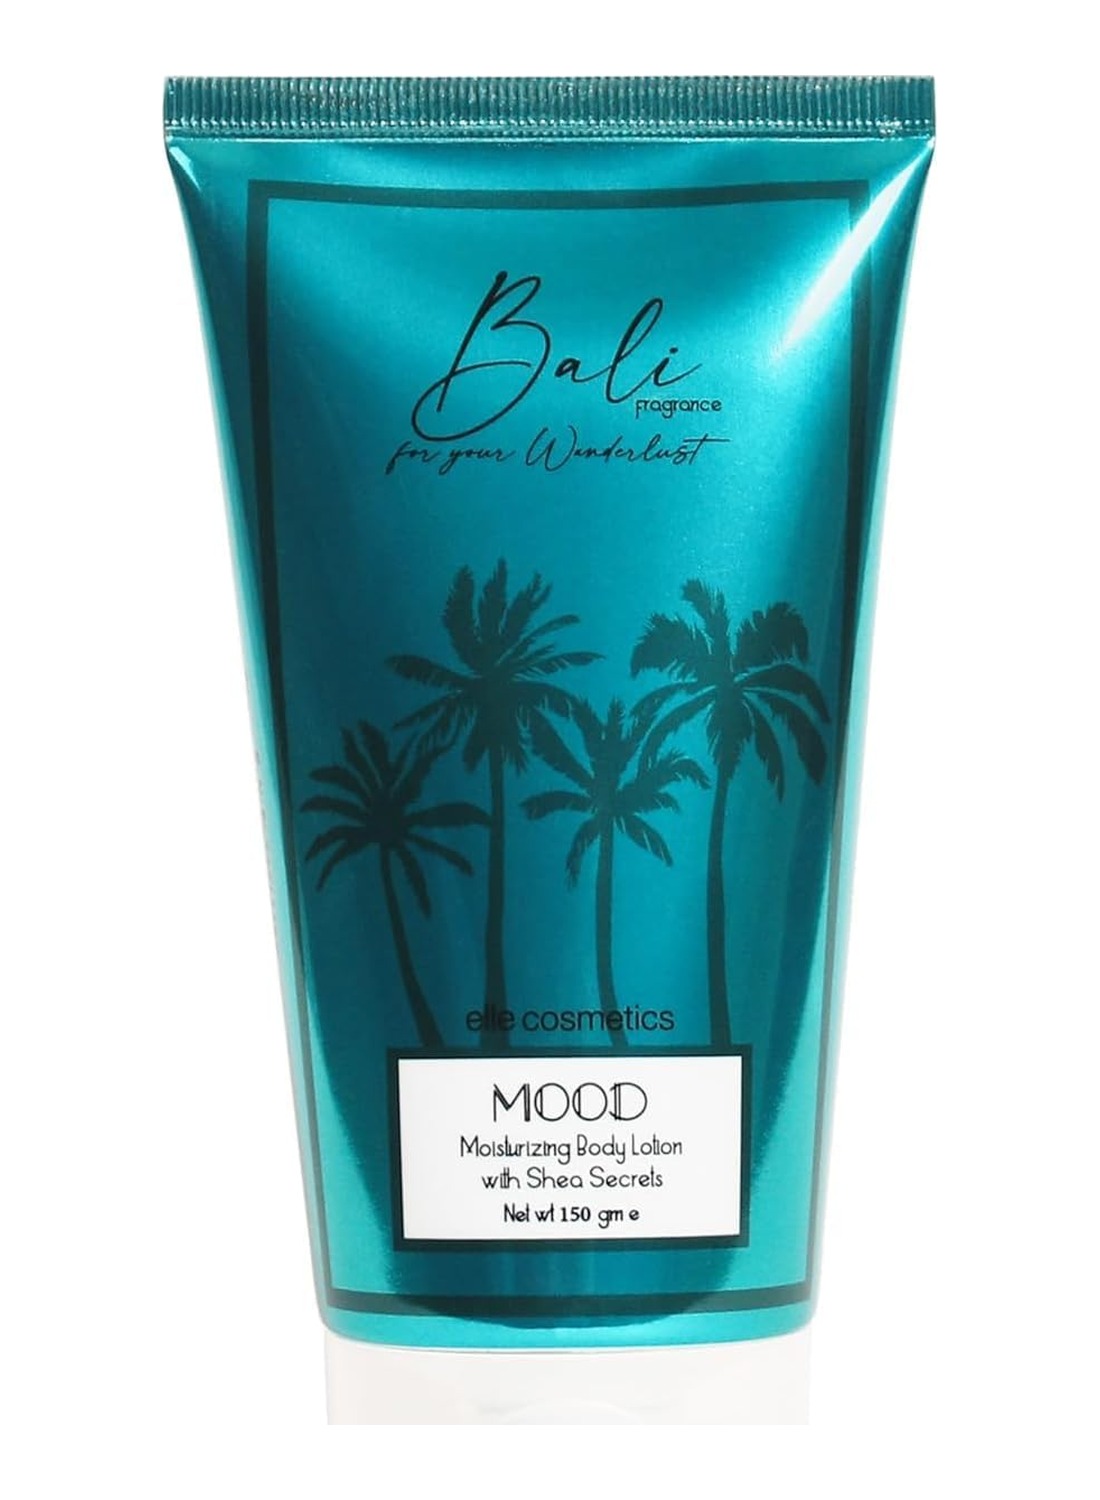 Bali
fragrance
for your Wanderlust
elle cosmetics
MOOD
Moisturizing Body Lotion
with Shea Secrets
Net wt 150 gm e